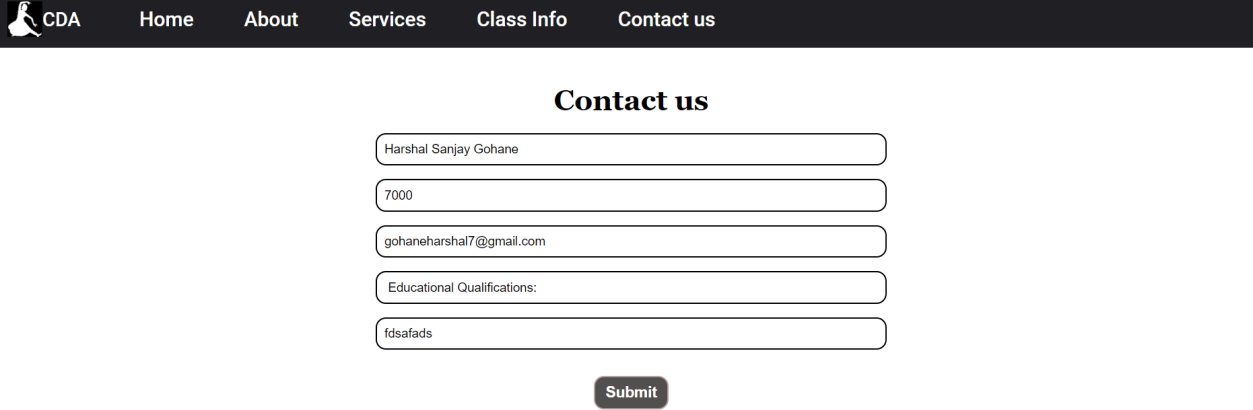 CDA Home About Services Class Info Contact us
Contact us
Harshal Sanjay Gohane
7000
gohaneharshal7@gmail.com
Educational Qualifications:
fdsafads
Submit